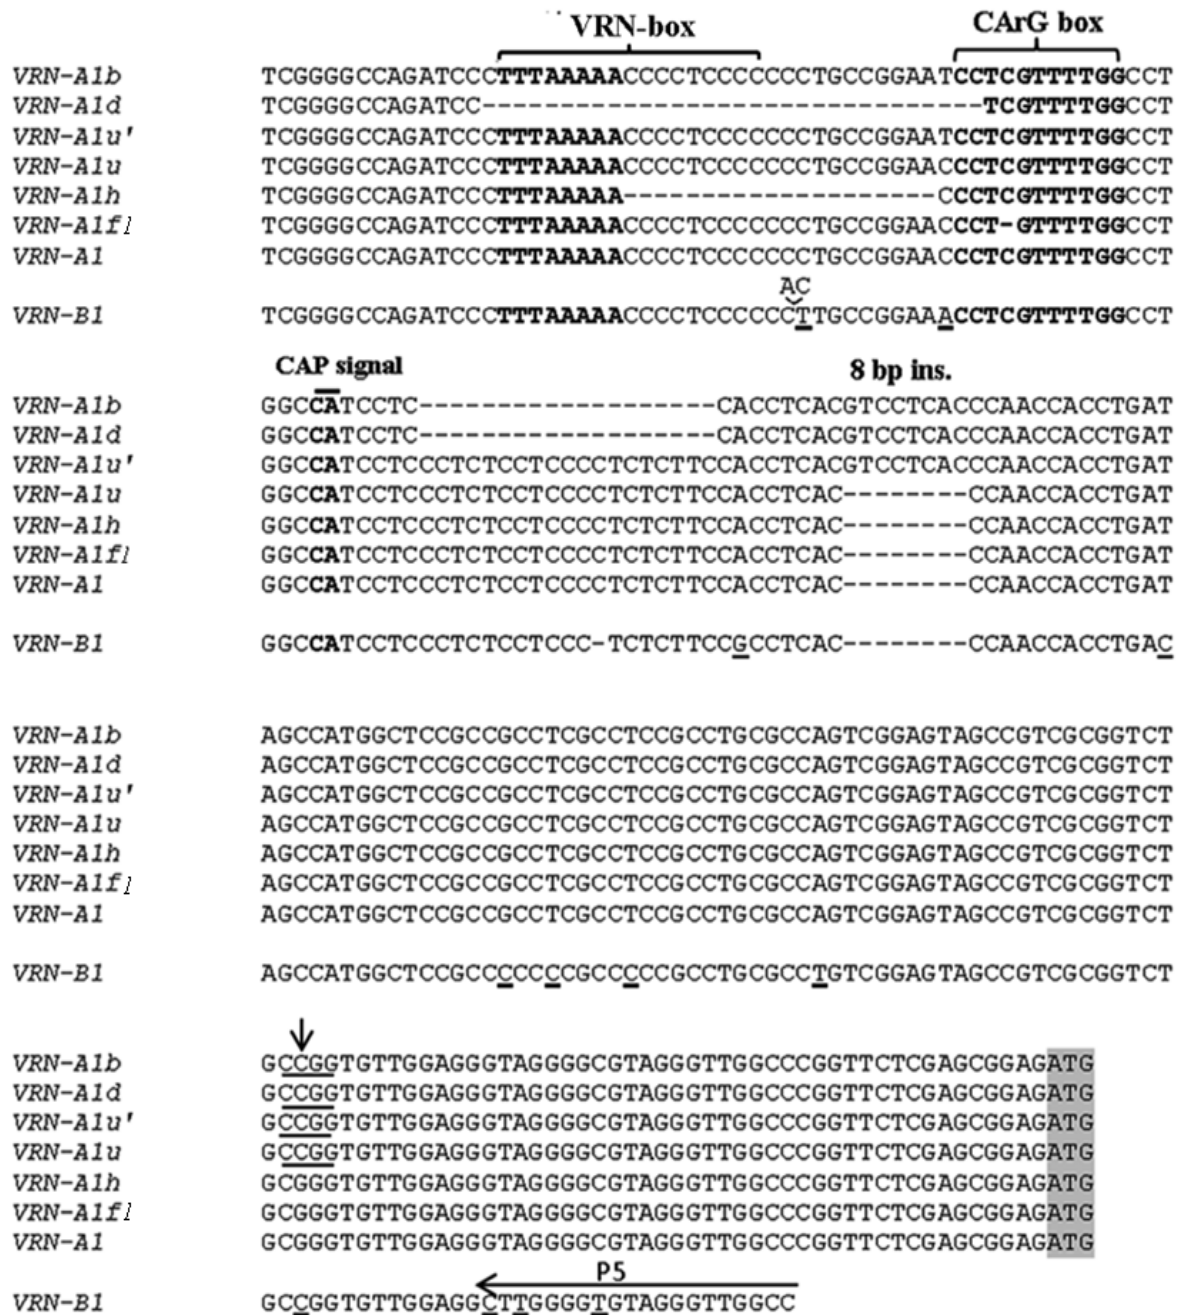 VRN-box CArG box
VRN-A1b TCGGGGCCAGATCCCTTTAAAAACCCCTCCCCCCCTGCCGGAATCCTCGTTTTGGCCT
VRN-A1d TCGGGGCCAGATCC--------------------------------TCGTTTTGGCCT
VRN-A1u' TCGGGGCCAGATCCCTTTAAAAACCCCTCCCCCCCTGCCGGAATCCTCGTTTTGGCCT
VRN-A1u TCGGGGCCAGATCCCTTTAAAAACCCCTCCCCCCCTGCCGGAACCCTCGTTTTGGCCT
VRN-A1h TCGGGGCCAGATCCCTTTAAAAA--------------------CCCTCGTTTTGGCCT
VRN-A1f] TCGGGGCCAGATCCCTTTAAAAACCCCTCCCCCCCTGCCGGAACCCT-GTTTTGGCCT
VRN-A1 TCGGGGCCAGATCCCTTTAAAAACCCCTCCCCCCCTGCCGGAACCCTCGTTTTGGCCT
AC
VRN-B1 TCGGGGCCAGATCCCTTTAAAAACCCCTCCCCCCTTGCCGGAAACCTCGTTTTGGCCT
CAP signal 8 bp ins.
VRN-A1b GGCCATCCTC-------------------CACCTCACGTCCTCACCCAACCACCTGAT
VRN-A1d GGCCATCCTC-------------------CACCTCACGTCCTCACCCAACCACCTGAT
VRN-A1u' GGCCATCCTCCCTCTCCTCCCCTCTCTTCCACCTCACGTCCTCACCCAACCACCTGAT
VRN-A1u GGCCATCCTCCCTCTCCTCCCCTCTCTTCCACCTCAC--------CCAACCACCTGAT
VRN-A1h GGCCATCCTCCCTCTCCTCCCCTCTCTTCCACCTCAC--------CCAACCACCTGAT
VRN-A1f] GGCCATCCTCCCTCTCCTCCCCTCTCTTCCACCTCAC--------CCAACCACCTGAT
VRN-A1 GGCCATCCTCCCTCTCCTCCCCTCTCTTCCACCTCAC--------CCAACCACCTGAT
VRN-B1 GGCCATCCTCCCTCTCCTCCC-TCTCTTCCGCCTCAC--------CCAACCACCTGAC
VRN-A1b AGCCATGGCTCCGCCGCCTCGCCTCCGCCTGCGCCAGTCGGAGTAGCCGTCGCGGTCT
VRN-A1d AGCCATGGCTCCGCCGCCTCGCCTCCGCCTGCGCCAGTCGGAGTAGCCGTCGCGGTCT
VRN-A1u' AGCCATGGCTCCGCCGCCTCGCCTCCGCCTGCGCCAGTCGGAGTAGCCGTCGCGGTCT
VRN-A1u AGCCATGGCTCCGCCGCCTCGCCTCCGCCTGCGCCAGTCGGAGTAGCCGTCGCGGTCT
VRN-A1h AGCCATGGCTCCGCCGCCTCGCCTCCGCCTGCGCCAGTCGGAGTAGCCGTCGCGGTCT
VRN-A1f] AGCCATGGCTCCGCCGCCTCGCCTCCGCCTGCGCCAGTCGGAGTAGCCGTCGCGGTCT
VRN-A1 AGCCATGGCTCCGCCGCCTCGCCTCCGCCTGCGCCAGTCGGAGTAGCCGTCGCGGTCT
VRN-B1 AGCCATGGCTCCGCCCCCCCGCCCCCGCCTGCGCCTGTCGGAGTAGCCGTCGCGGTCT
VRN-A1b GCCGGTGTTGGAGGGTAGGGGCGTAGGGTTGGCCCGGTTCTCGAGCGGAGATG
VRN-A1d GCCGGTGTTGGAGGGTAGGGGCGTAGGGTTGGCCCGGTTCTCGAGCGGAGATG
VRN-A1u' GCCGGTGTTGGAGGGTAGGGGCGTAGGGTTGGCCCGGTTCTCGAGCGGAGATG
VRN-A1u GCCGGTGTTGGAGGGTAGGGGCGTAGGGTTGGCCCGGTTCTCGAGCGGAGATG
VRN-A1h GCGGGTGTTGGAGGGTAGGGGCGTAGGGTTGGCCCGGTTCTCGAGCGGAGATG
VRN-A1f] GCGGGTGTTGGAGGGTAGGGGCGTAGGGTTGGCCCGGTTCTCGAGCGGAGATG
VRN-A1 GCGGGTGTTGGAGGGTAGGGGCGTAGGGTTGGCCCGGTTCTCGAGCGGAGATG
P5
VRN-B1 GCCGGTGTTGGAGGCTTGGGGTGTAGGGTTGGCC